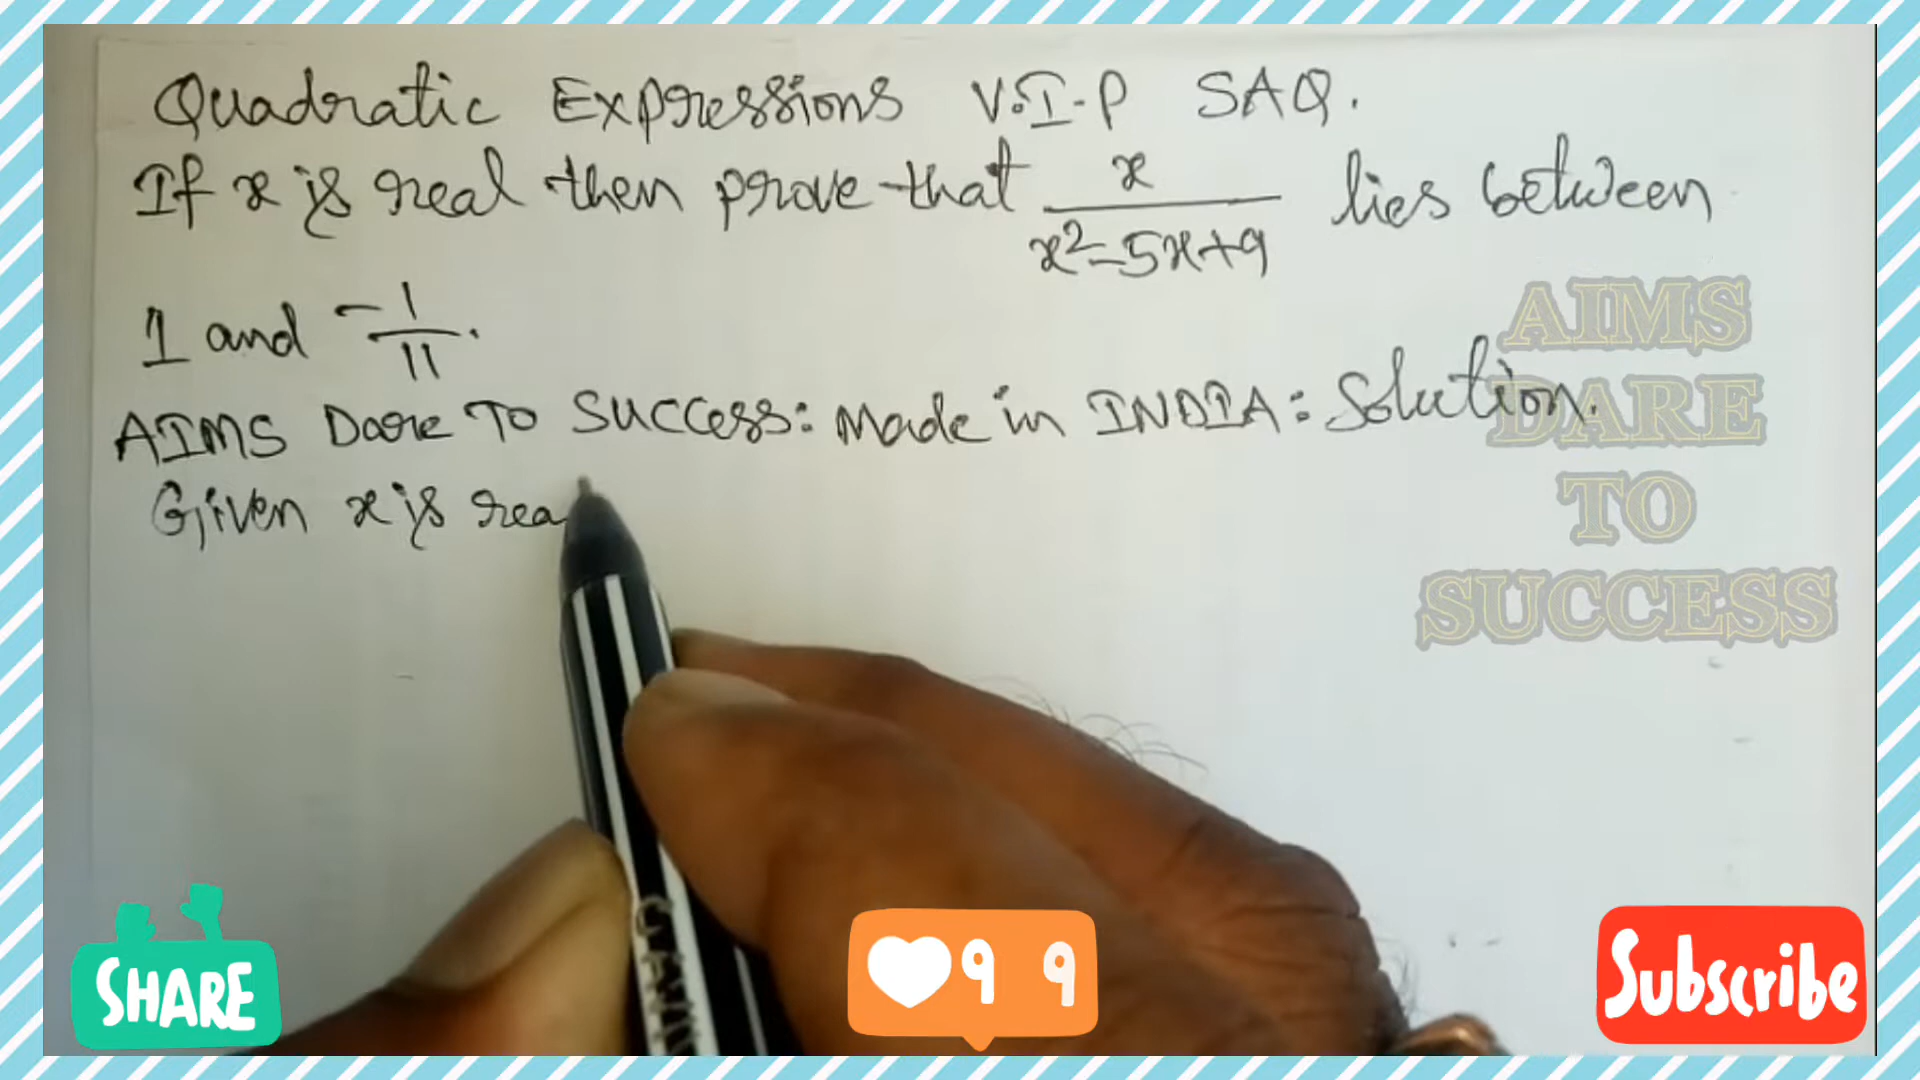 Quadratic Expressions V.I.P SAQ.
If x is real then prove that x / x²-5x+9 lies between
1 and -1/11.
AIMS Dare To Success: Made in INDIA: Solution.
Given x is rea
AIMS
DARE
TO
SUCCESS
SHARE
9 9
Subscribe